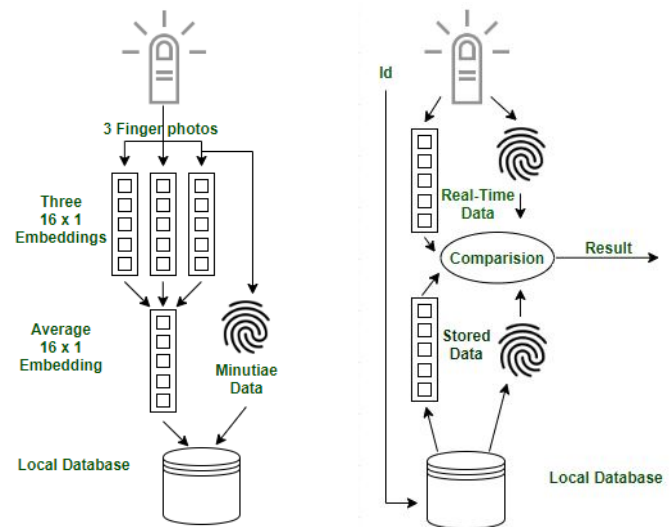 3 Finger photos
Three
16 x 1
Embeddings
Average
16 x 1
Embedding
Minutiae
Data
Local Database
Id
Real-Time
Data
Comparision
Result
Stored
Data
Local Database